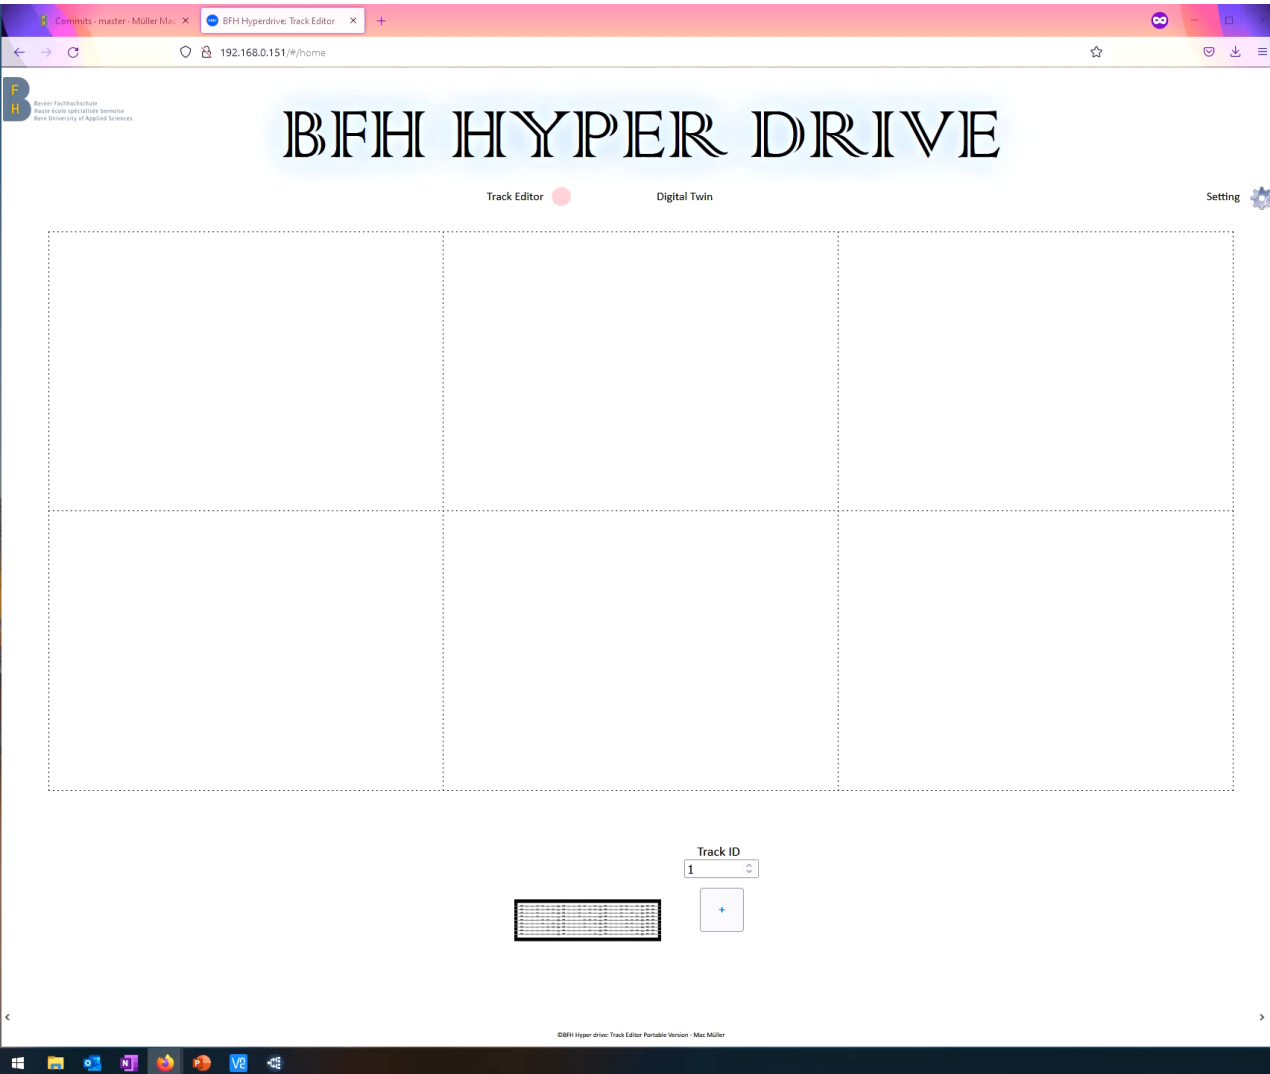 Commits · master · Müller Mac
BFH Hyperdrive: Track Editor
192.168.0.151/#/home
F
H
B
Berner Fachhochschule
Haute école spécialisée bernoise
Bern University of Applied Sciences
BFH HYPER DRIVE
Track Editor
Digital Twin
Setting
Track ID
1
+
©BFH Hyper drive: Track Editor Portable Version - Mac Müller